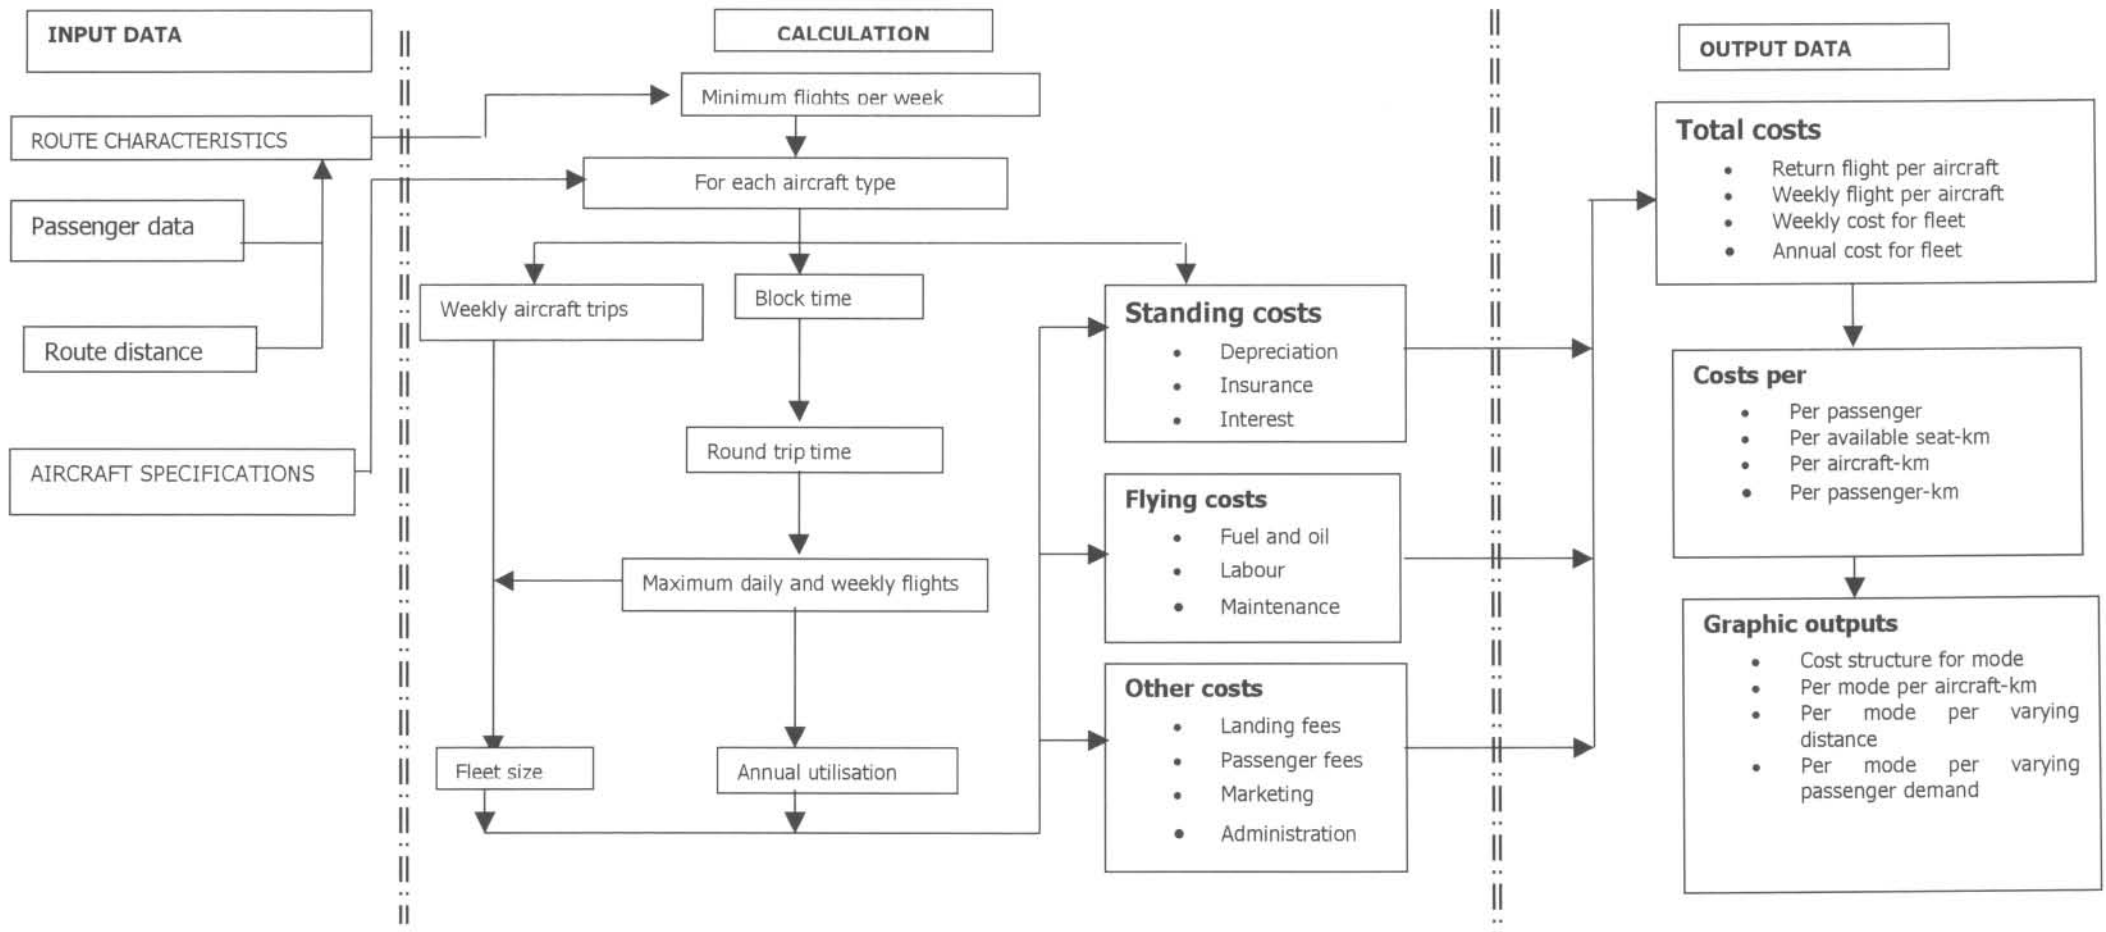 INPUT DATA
ROUTE CHARACTERISTICS
Passenger data
Route distance
AIRCRAFT SPECIFICATIONS
CALCULATION
Minimum flights per week
For each aircraft type
Weekly aircraft trips
Block time
Round trip time
Maximum daily and weekly flights
Fleet size
Annual utilisation
Standing costs
• Depreciation
• Insurance
• Interest
Flying costs
• Fuel and oil
• Labour
• Maintenance
Other costs
• Landing fees
• Passenger fees
• Marketing
• Administration
OUTPUT DATA
Total costs
• Return flight per aircraft
• Weekly flight per aircraft
• Weekly cost for fleet
• Annual cost for fleet
Costs per
• Per passenger
• Per available seat-km
• Per aircraft-km
• Per passenger-km
Graphic outputs
• Cost structure for mode
• Per mode per aircraft-km
• Per mode per varying
distance
• Per mode per varying
passenger demand